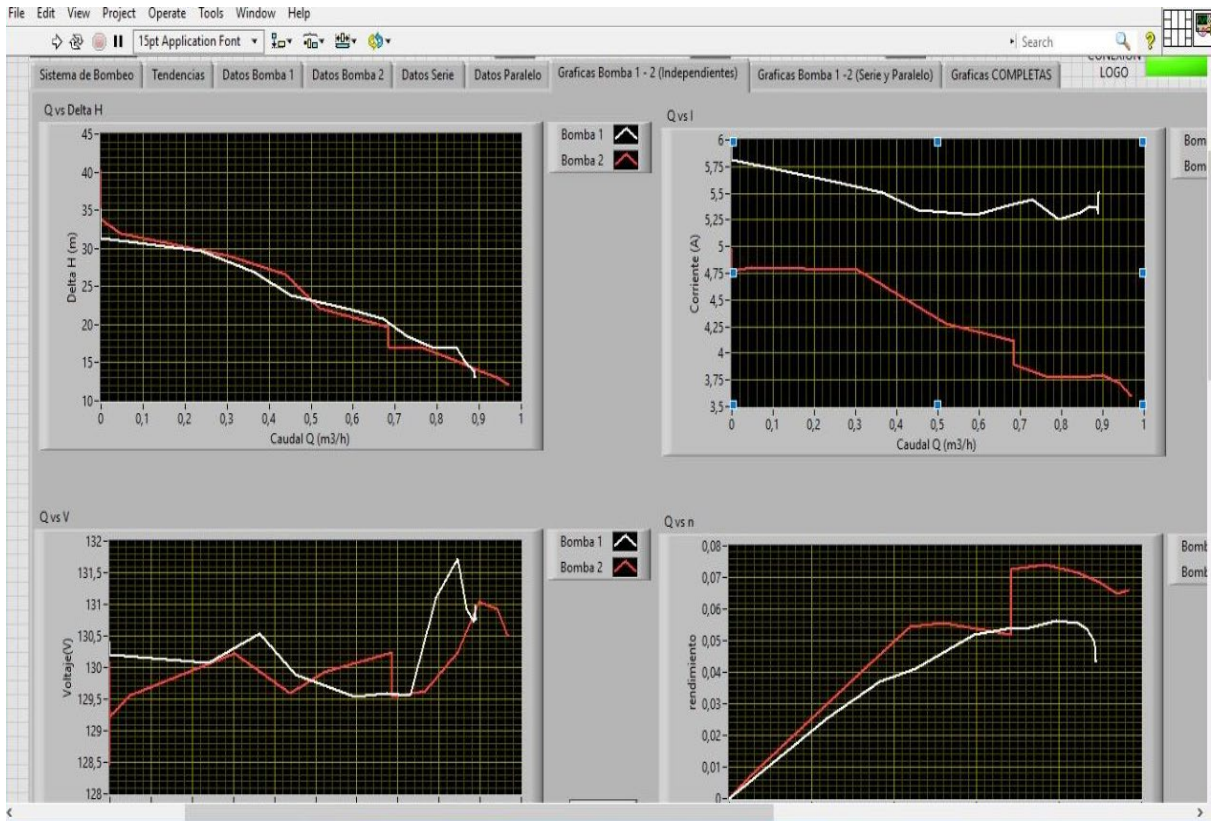 File Edit View Project Operate Tools Window Help
15pt Application Font
Search
Sistema de Bombeo Tendencias Datos Bomba 1 Datos Bomba 2 Datos Serie Datos Paralelo Graficas Bomba 1 - 2 (Independientes) Graficas Bomba 1 -2 (Serie y Paralelo) Graficas COMPLETAS
LOGO
Q vs Delta H
Delta H (m)
45
40
35
30
25
20
15
10
0 0,1 0,2 0,3 0,4 0,5 0,6 0,7 0,8 0,9 1
Caudal Q (m3/h)
Bomba 1
Bomba 2
Q vs I
Corriente (A)
6
5,75
5,5
5,25
5
4,75
4,5
4,25
4
3,75
3,5
0 0,1 0,2 0,3 0,4 0,5 0,6 0,7 0,8 0,9 1
Caudal Q (m3/h)
Bom
Bom
Q vs V
Voltaje(V)
132
131,5
131
130,5
130
129,5
129
128,5
128
Bomba 1
Bomba 2
Q vs n
rendimiento
0,08
0,07
0,06
0,05
0,04
0,03
0,02
0,01
0
Bomb
Bomb